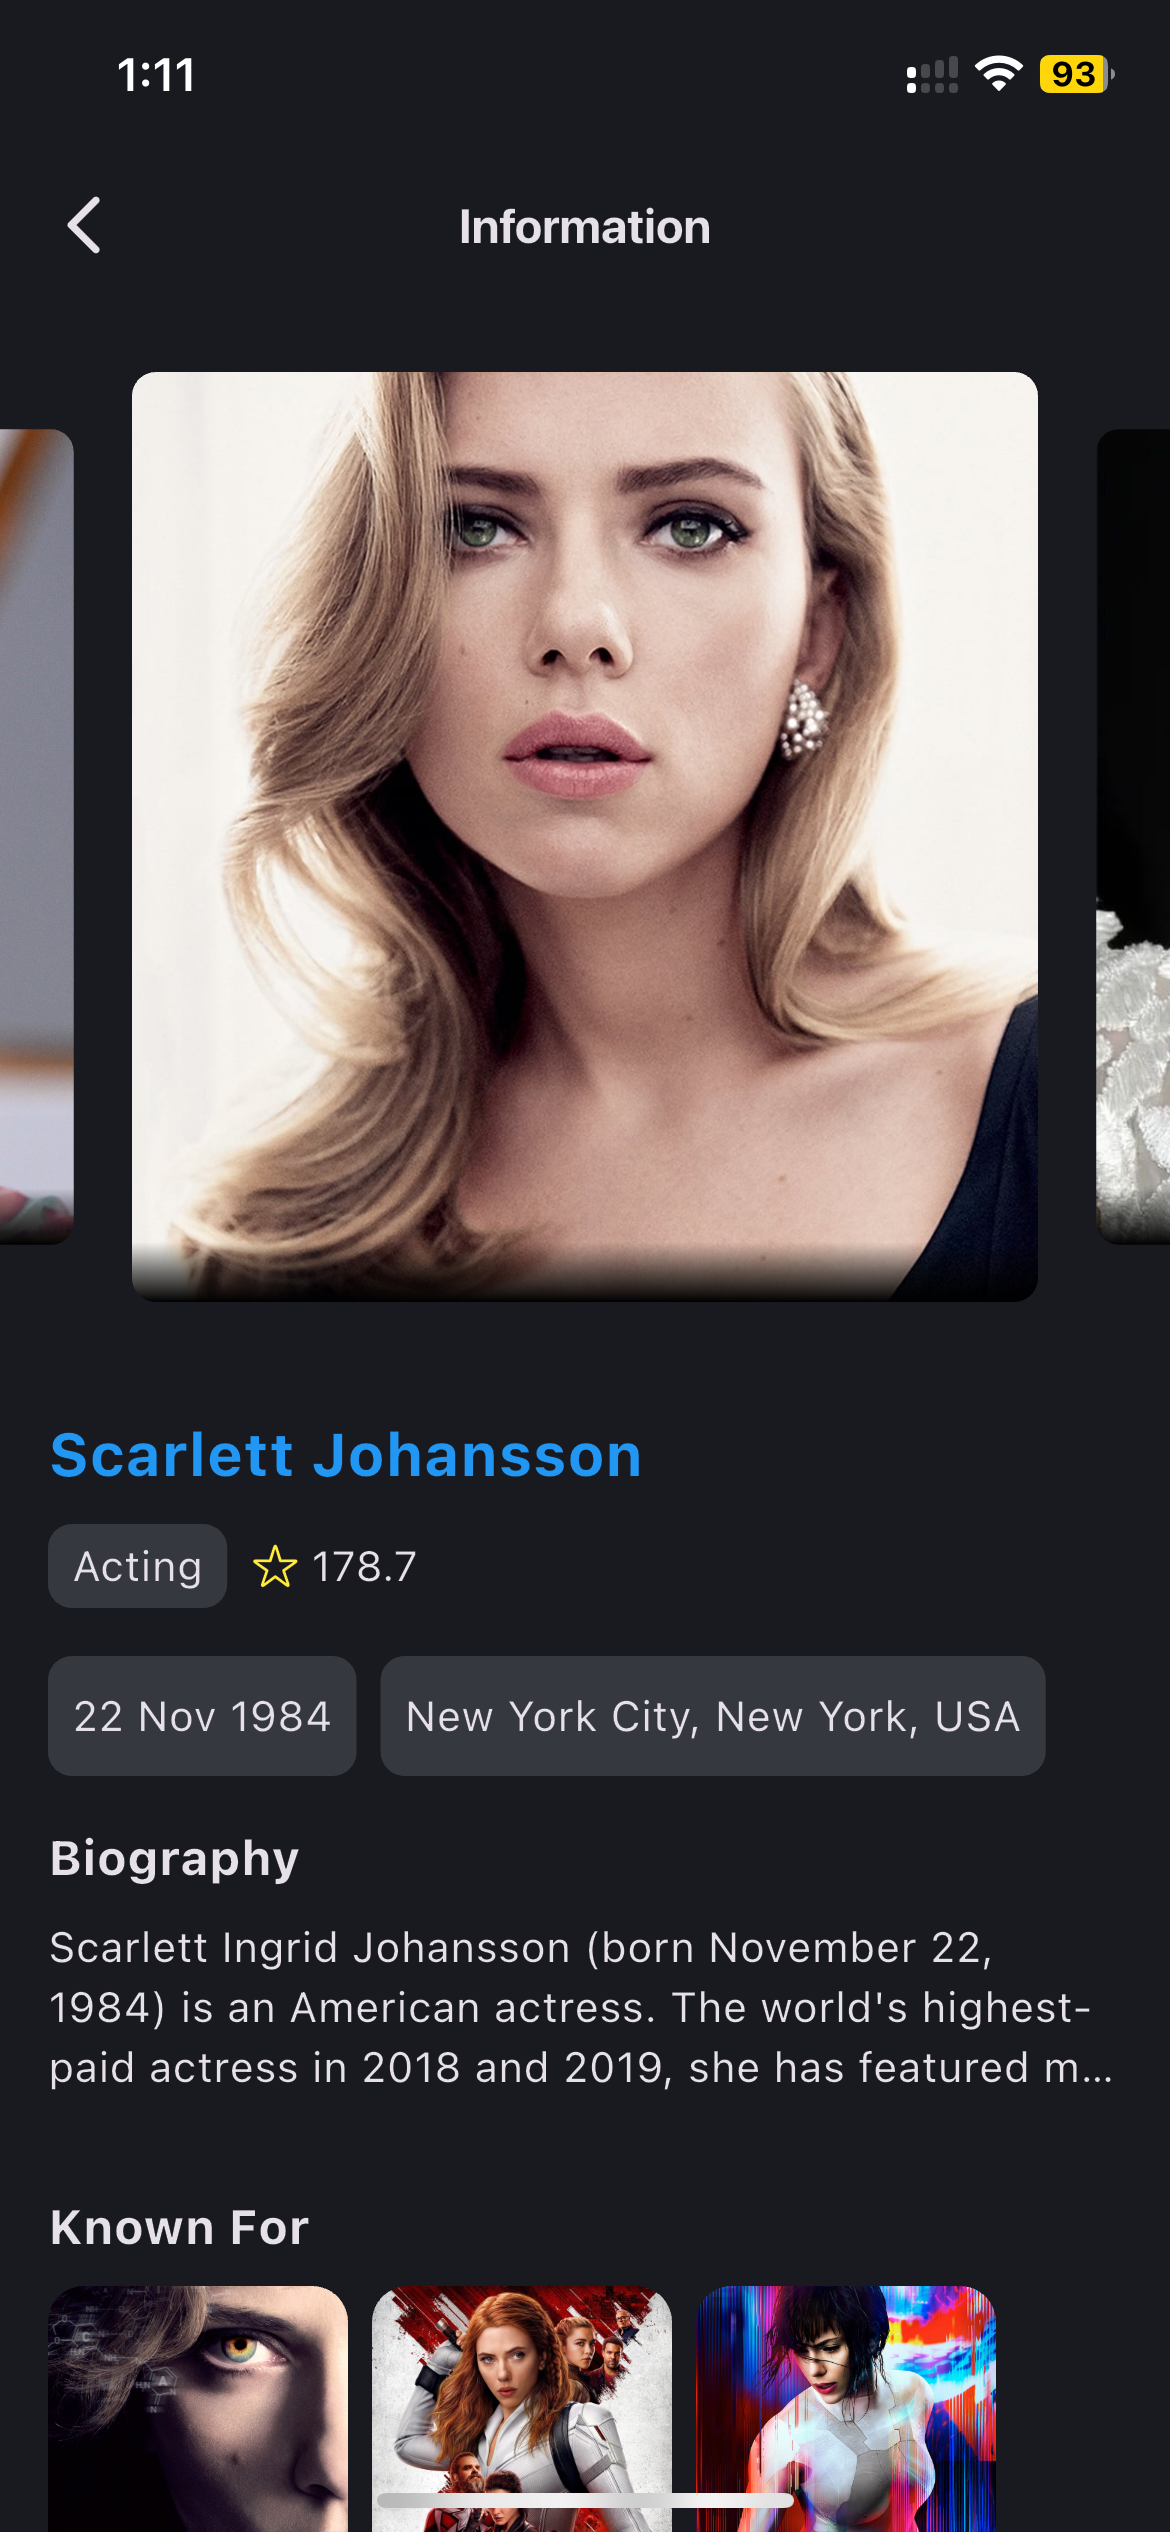 1:11
93
Information
Scarlett Johansson
Acting
178.7
22 Nov 1984
New York City, New York, USA
Biography
Scarlett Ingrid Johansson (born November 22,
1984) is an American actress. The world's highest-
paid actress in 2018 and 2019, she has featured m...
Known For